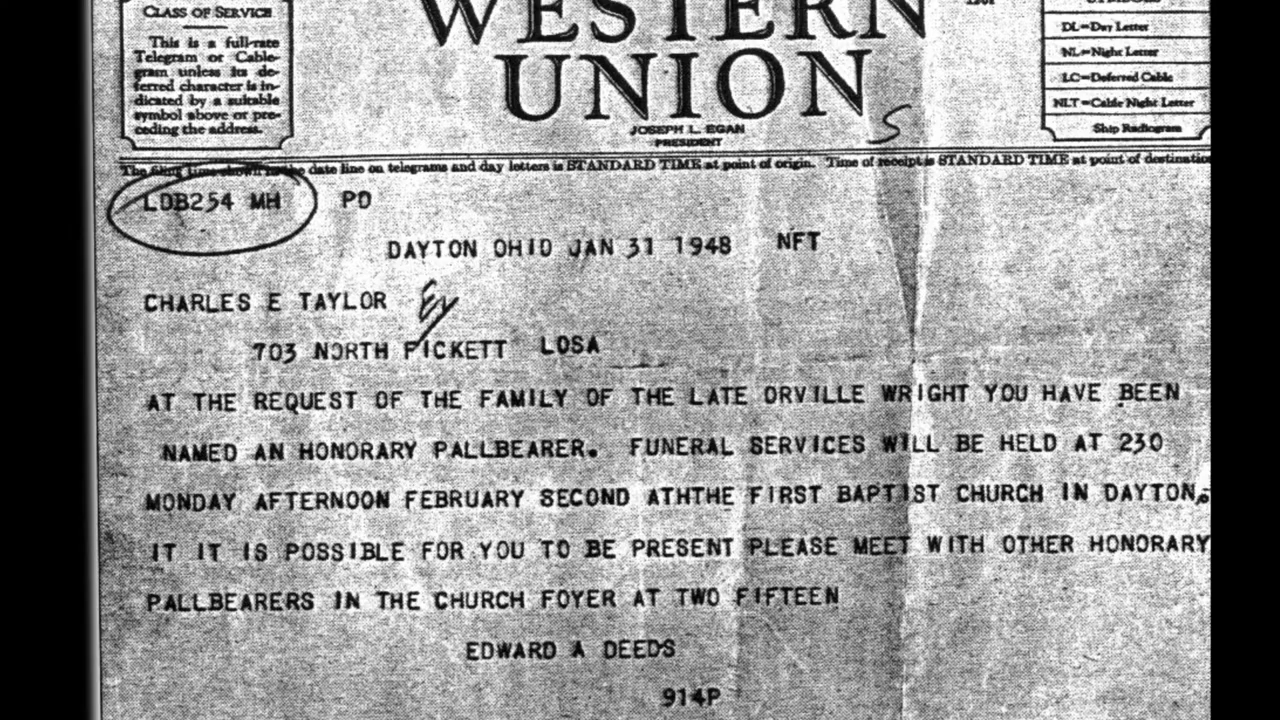 CLASS OF SERVICE
This is a full-rate
Telegram or Cable-
gram unless its de-
ferred character is in-
dicated by a suitable
symbol above or pre-
ceding the address.
WESTERN
UNION
JOSEPH L. EGAN
PRESIDENT
DL=Day Letter
NL=Night Letter
LC=Deferred Cable
NLT=Cable Night Letter
Ship Radiogram
S
The filing time shown in the date line on telegrams and day letters is STANDARD TIME at point of origin. Time of receipt is STANDARD TIME at point of destination
LDB254 MH PD
DAYTON OHIO JAN 31 1948 NFT
CHARLES E TAYLOR
703 NORTH PICKETT LOSA
AT THE REQUEST OF THE FAMILY OF THE LATE ORVILLE WRIGHT YOU HAVE BEEN
NAMED AN HONORARY PALLBEARER. FUNERAL SERVICES WILL BE HELD AT 230
MONDAY AFTERNOON FEBRUARY SECOND ATHTHE FIRST BAPTIST CHURCH IN DAYTON.
IT IT IS POSSIBLE FOR YOU TO BE PRESENT PLEASE MEET WITH OTHER HONORARY
PALLBEARERS IN THE CHURCH FOYER AT TWO FIFTEEN
EDWARD A DEEDS
914P